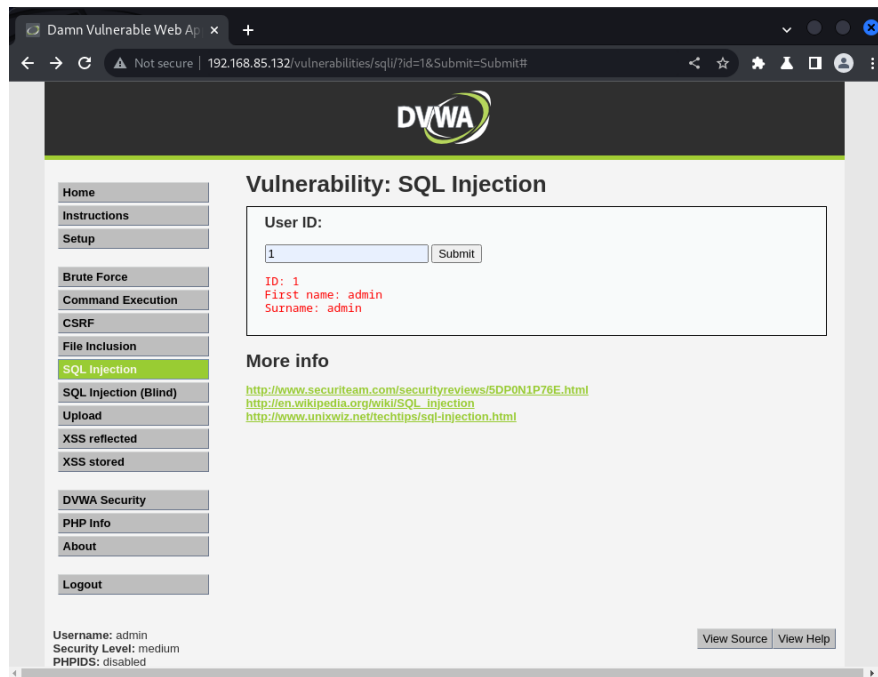 Damn Vulnerable Web Ap
Not secure | 192.168.85.132/vulnerabilities/sqli/?id=1&Submit=Submit#
DVWA
Home
Instructions
Setup
Brute Force
Command Execution
CSRF
File Inclusion
SQL Injection
SQL Injection (Blind)
Upload
XSS reflected
XSS stored
DVWA Security
PHP Info
About
Logout
Vulnerability: SQL Injection
User ID:
1 Submit
ID: 1
First name: admin
Surname: admin
More info
http://www.securiteam.com/securityreviews/5DP0N1P76E.html
http://en.wikipedia.org/wiki/SQL_injection
http://www.unixwiz.net/techtips/sql-injection.html
Username: admin
Security Level: medium
PHPIDS: disabled
View Source View Help